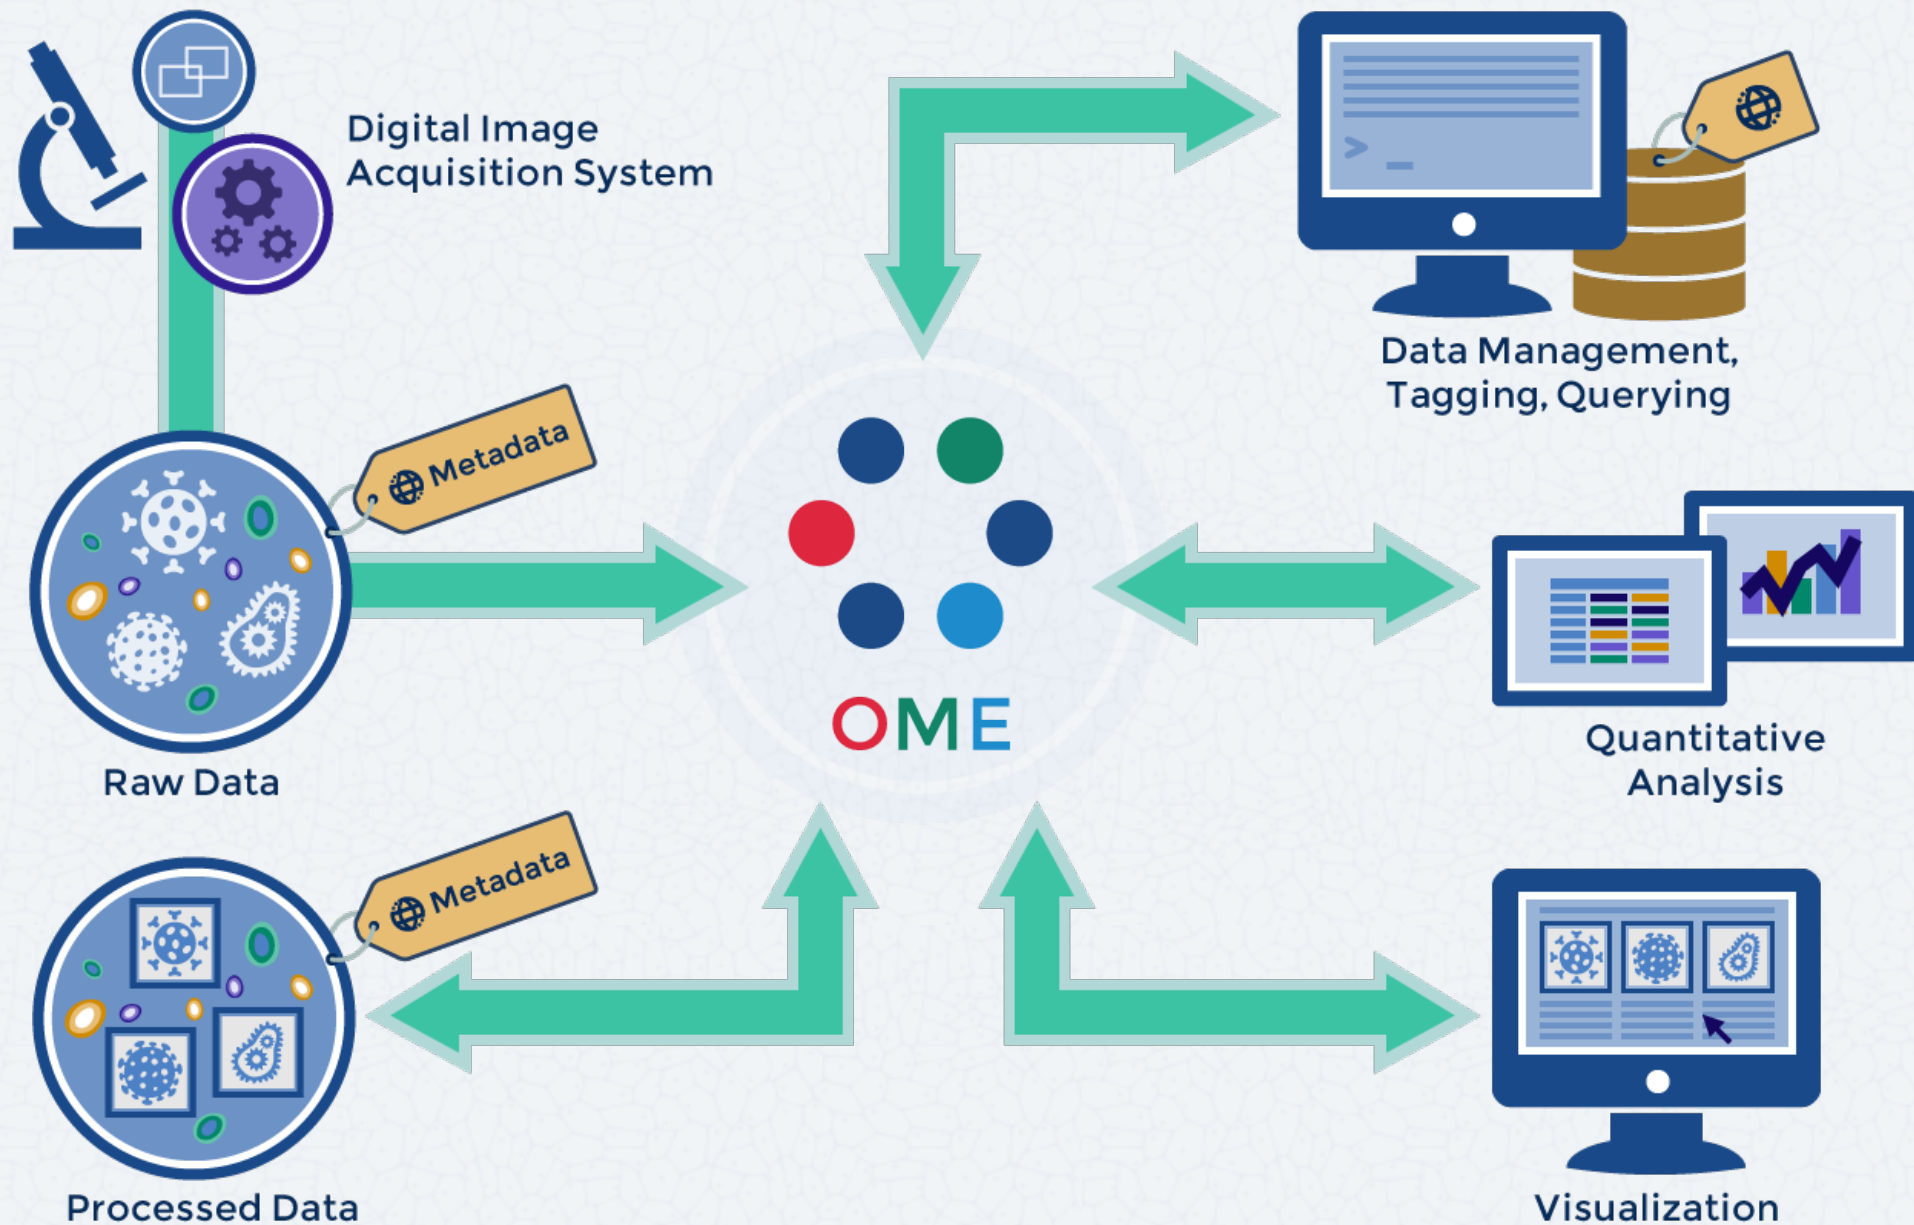 Digital Image
Acquisition System
Data Management,
Tagging, Querying
Metadata
Raw Data
OME
Quantitative
Analysis
Metadata
Processed Data
Visualization